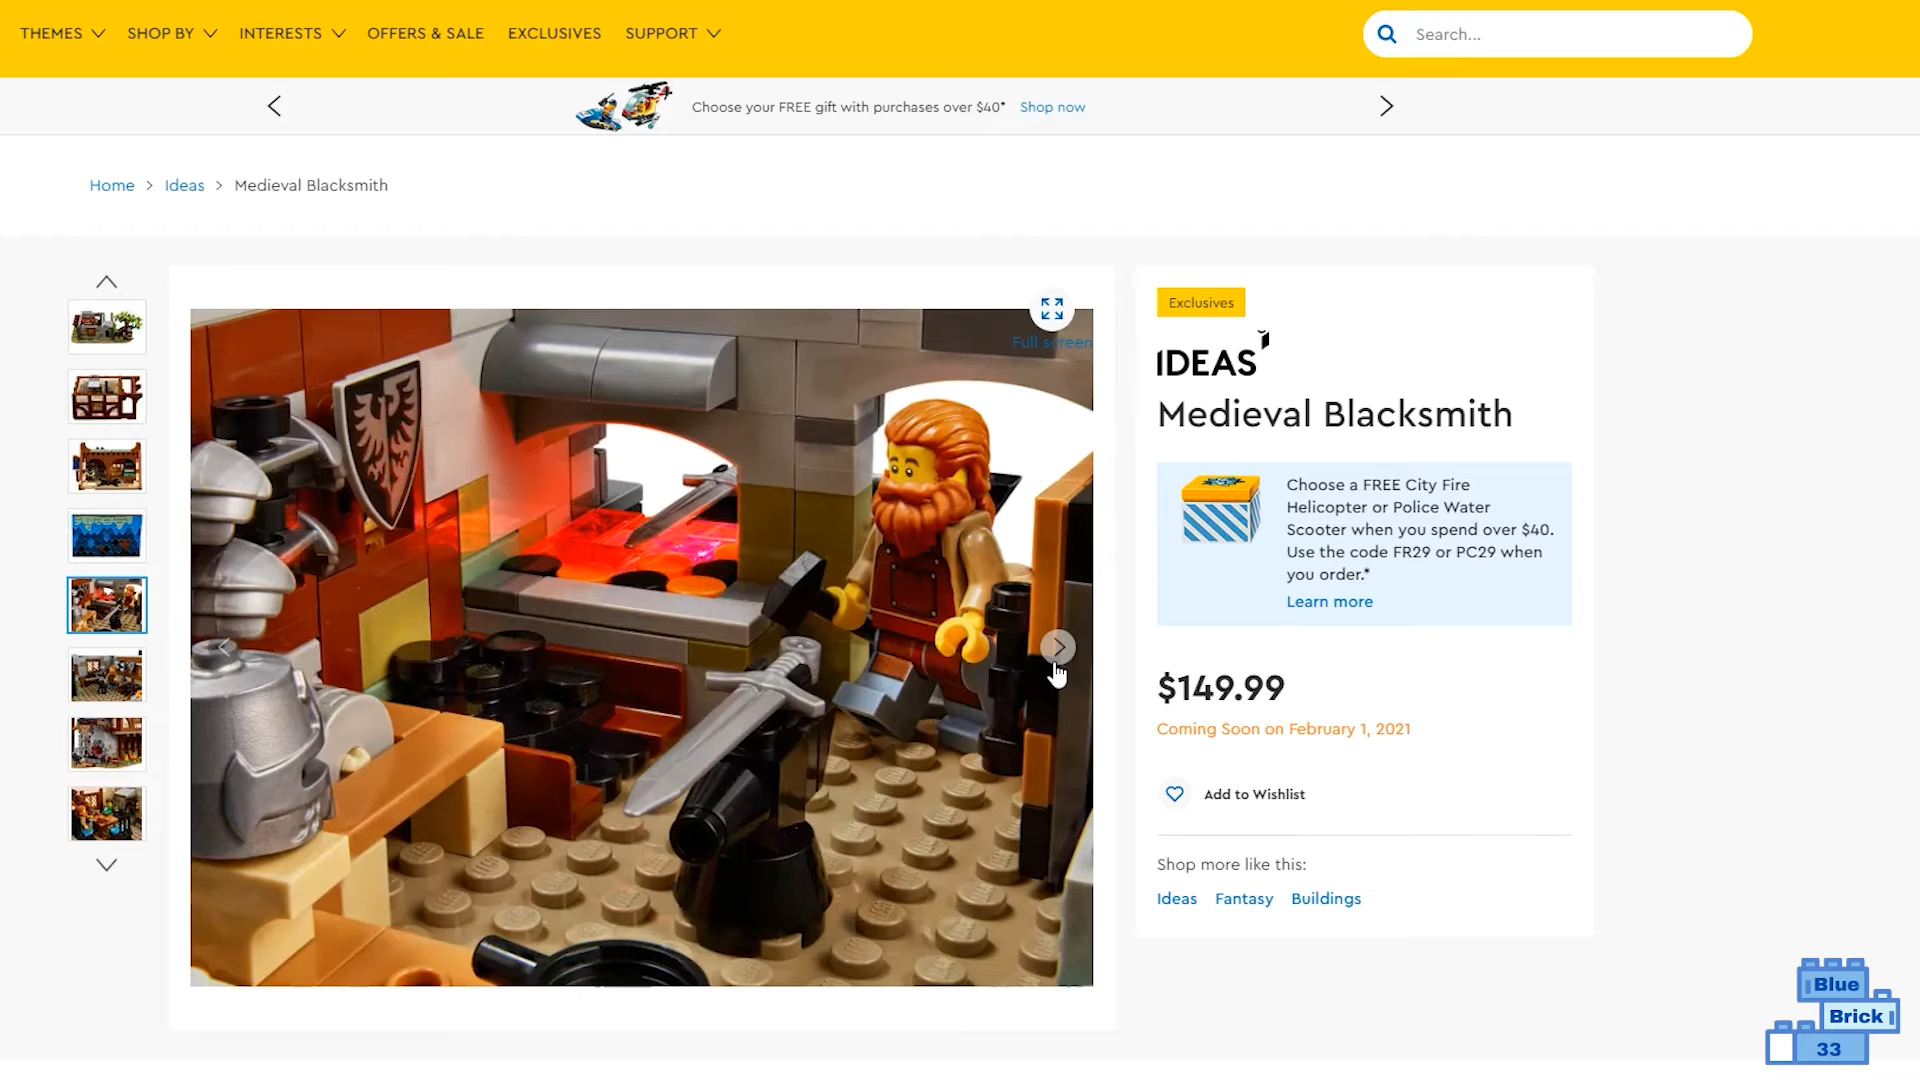 THEMES SHOP BY INTERESTS OFFERS & SALE EXCLUSIVES SUPPORT
Search...
Choose your FREE gift with purchases over $40* Shop now
Home > Ideas > Medieval Blacksmith
Full screen
Exclusives
IDEAS
Medieval Blacksmith
Choose a FREE City Fire
Helicopter or Police Water
Scooter when you spend over $40.
Use the code FR29 or PC29 when
you order.*
Learn more
$149.99
Coming Soon on February 1, 2021
Add to Wishlist
Shop more like this:
Ideas Fantasy Buildings
Blue
Brick
33